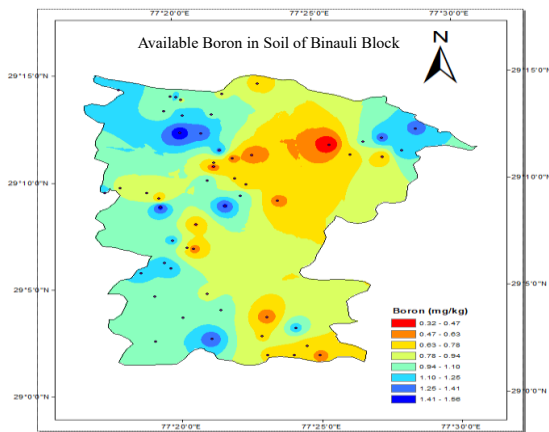 77°20'0"E 77°25'0"E 77°30'0"E
Available Boron in Soil of Binauli Block
N
29°15'0"N 29°15'0"N
29°10'0"N 29°10'0"N
29°5'0"N 29°5'0"N
Boron (mg/kg)
0.32 - 0.47
0.47 - 0.63
0.63 - 0.78
0.78 - 0.94
0.94 - 1.10
1.10 - 1.25
1.25 - 1.41
1.41 - 1.56
29°0'0"N 29°0'0"N
77°20'0"E 77°25'0"E 77°30'0"E